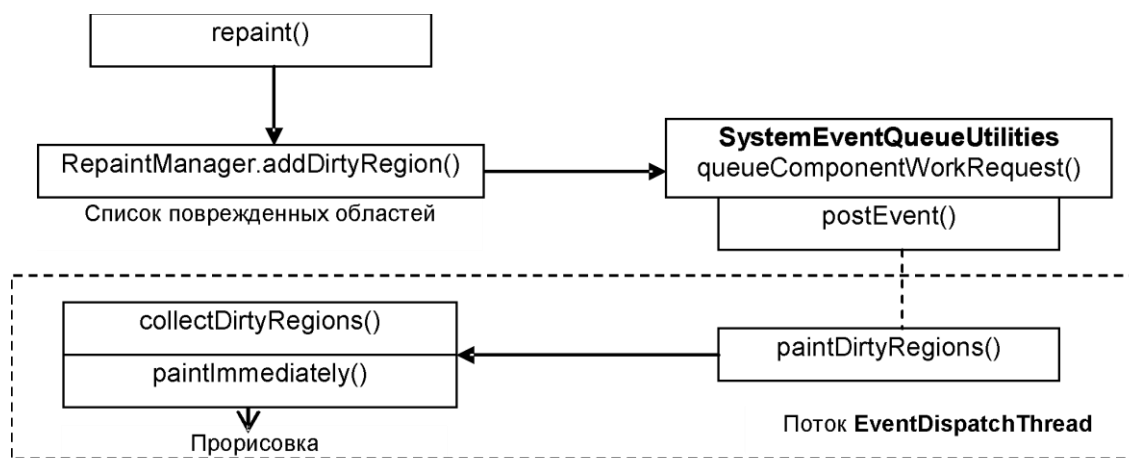 repaint()
RepaintManager.addDirtyRegion()
Список поврежденных областей
SystemEventQueueUtilities
queueComponentWorkRequest()
postEvent()
collectDirtyRegions()
paintImmediately()
Прорисовка
paintDirtyRegions()
Поток EventDispatchThread